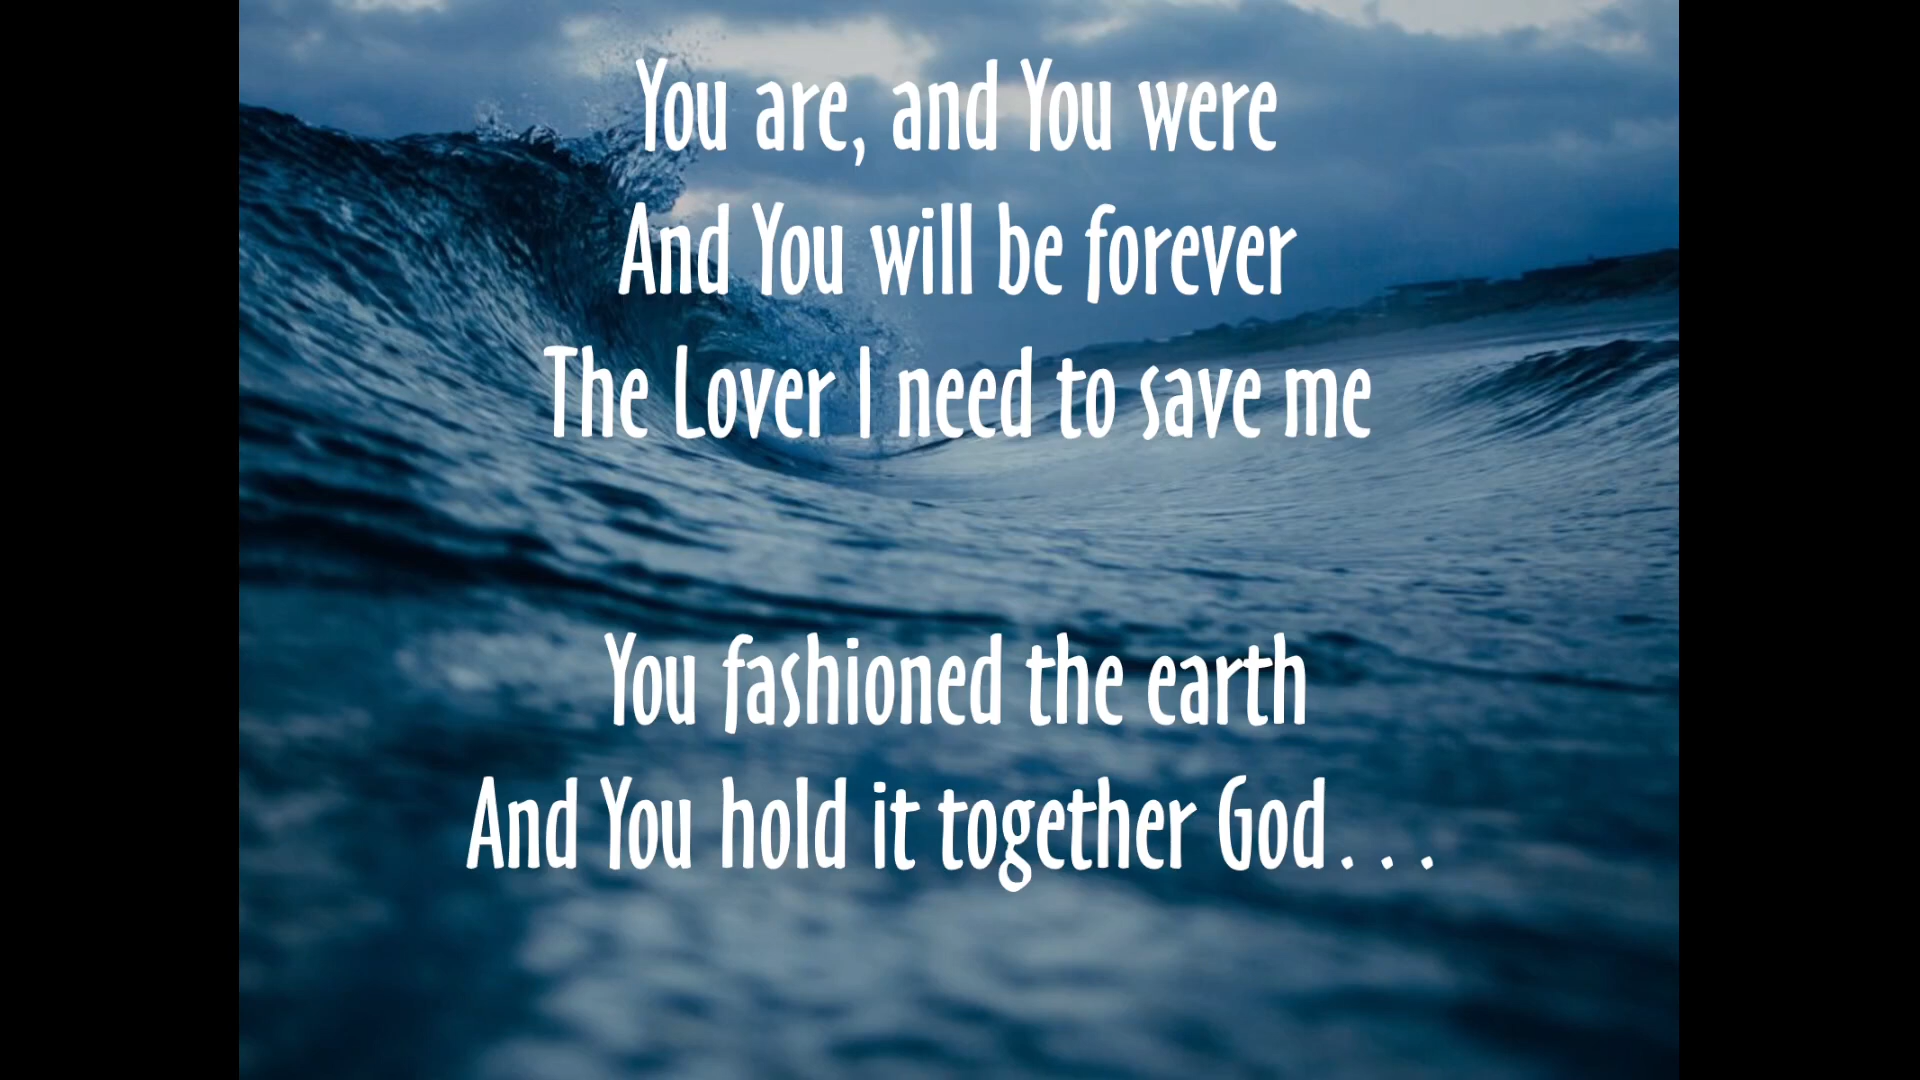 You are, and You were
And You will be forever
The Lover I need to save me
You fashioned the earth
And You hold it together God...